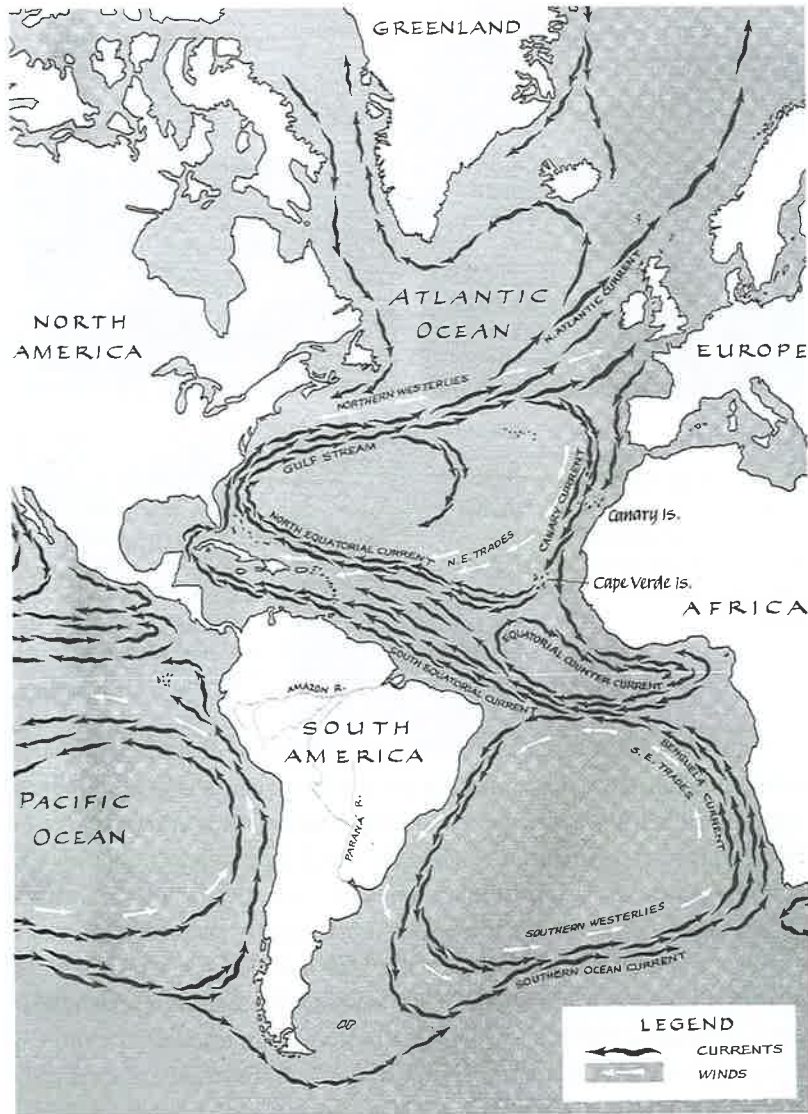 GREENLAND
ATLANTIC
OCEAN
N. ATLANTIC CURRENT
NORTH
AMERICA
EUROPE
NORTHERN WESTERLIES
GULF STREAM
CANARY CURRENT
Canary Is.
NORTH EQUATORIAL CURRENT
N.E. TRADES
Cape Verde Is.
AFRICA
EQUATORIAL COUNTER CURRENT
SOUTH EQUATORIAL CURRENT
AMAZON R.
SOUTH
AMERICA
BENGUELA CURRENT
S.E. TRADES
PACIFIC
OCEAN
PARANÁ R.
SOUTHERN WESTERLIES
SOUTHERN OCEAN CURRENT
LEGEND
CURRENTS
WINDS